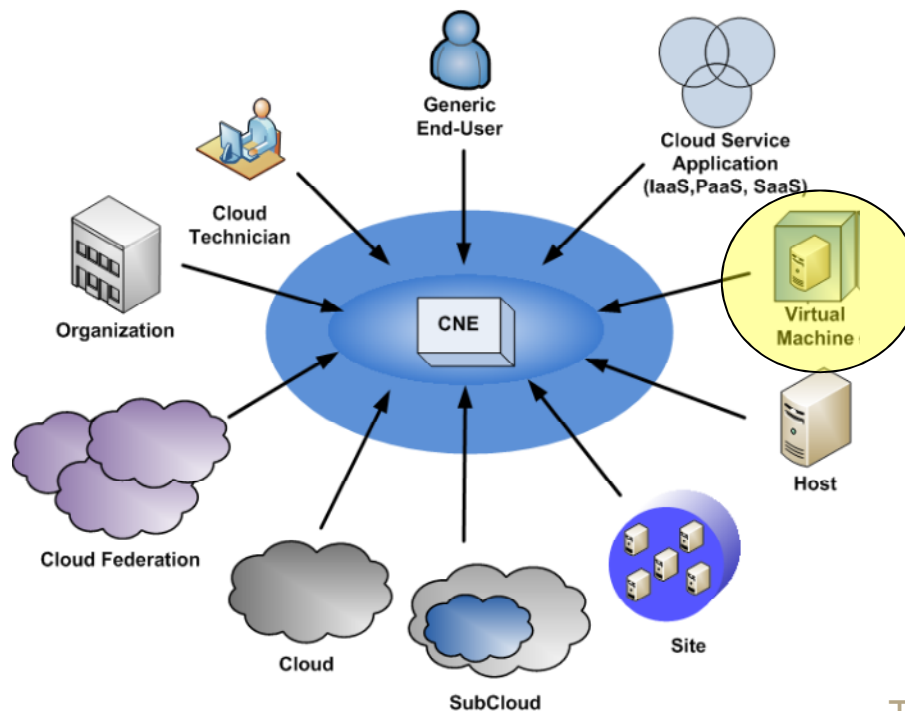 Generic
End-User
Cloud Service
Application
(IaaS,PaaS, SaaS)
Cloud
Technician
Virtual
Machine
Organization
CNE
Host
Cloud Federation
Site
Cloud
SubCloud